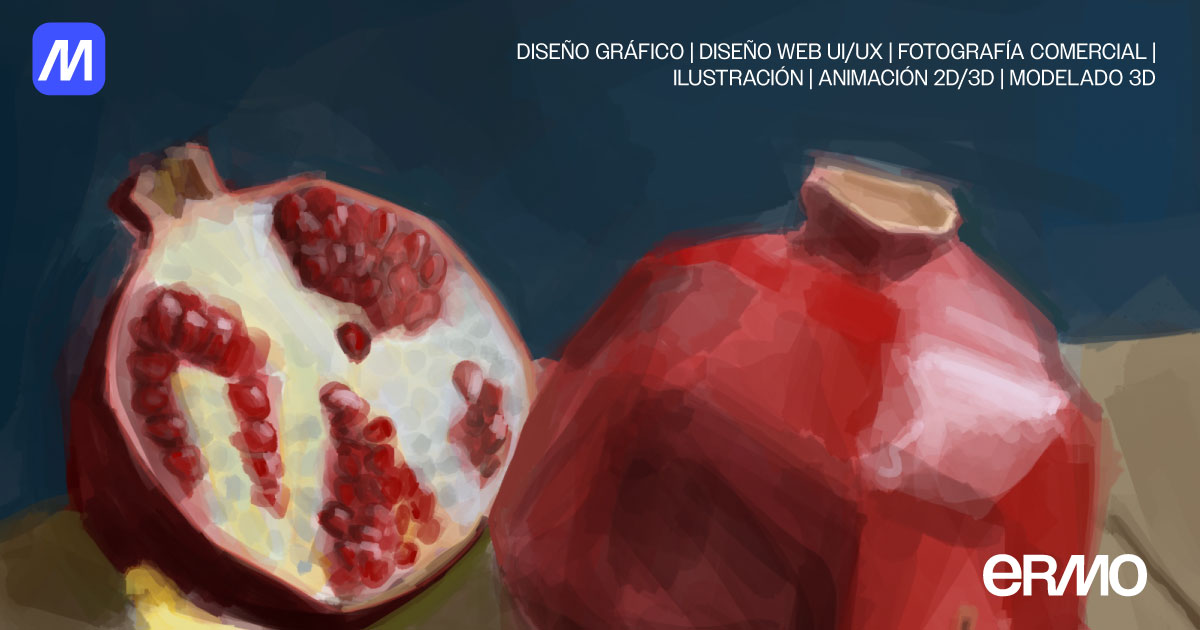 M
DISEÑO GRÁFICO | DISEÑO WEB UI/UX | FOTOGRAFÍA COMERCIAL |
ILUSTRACIÓN | ANIMACIÓN 2D/3D | MODELADO 3D
eRMO